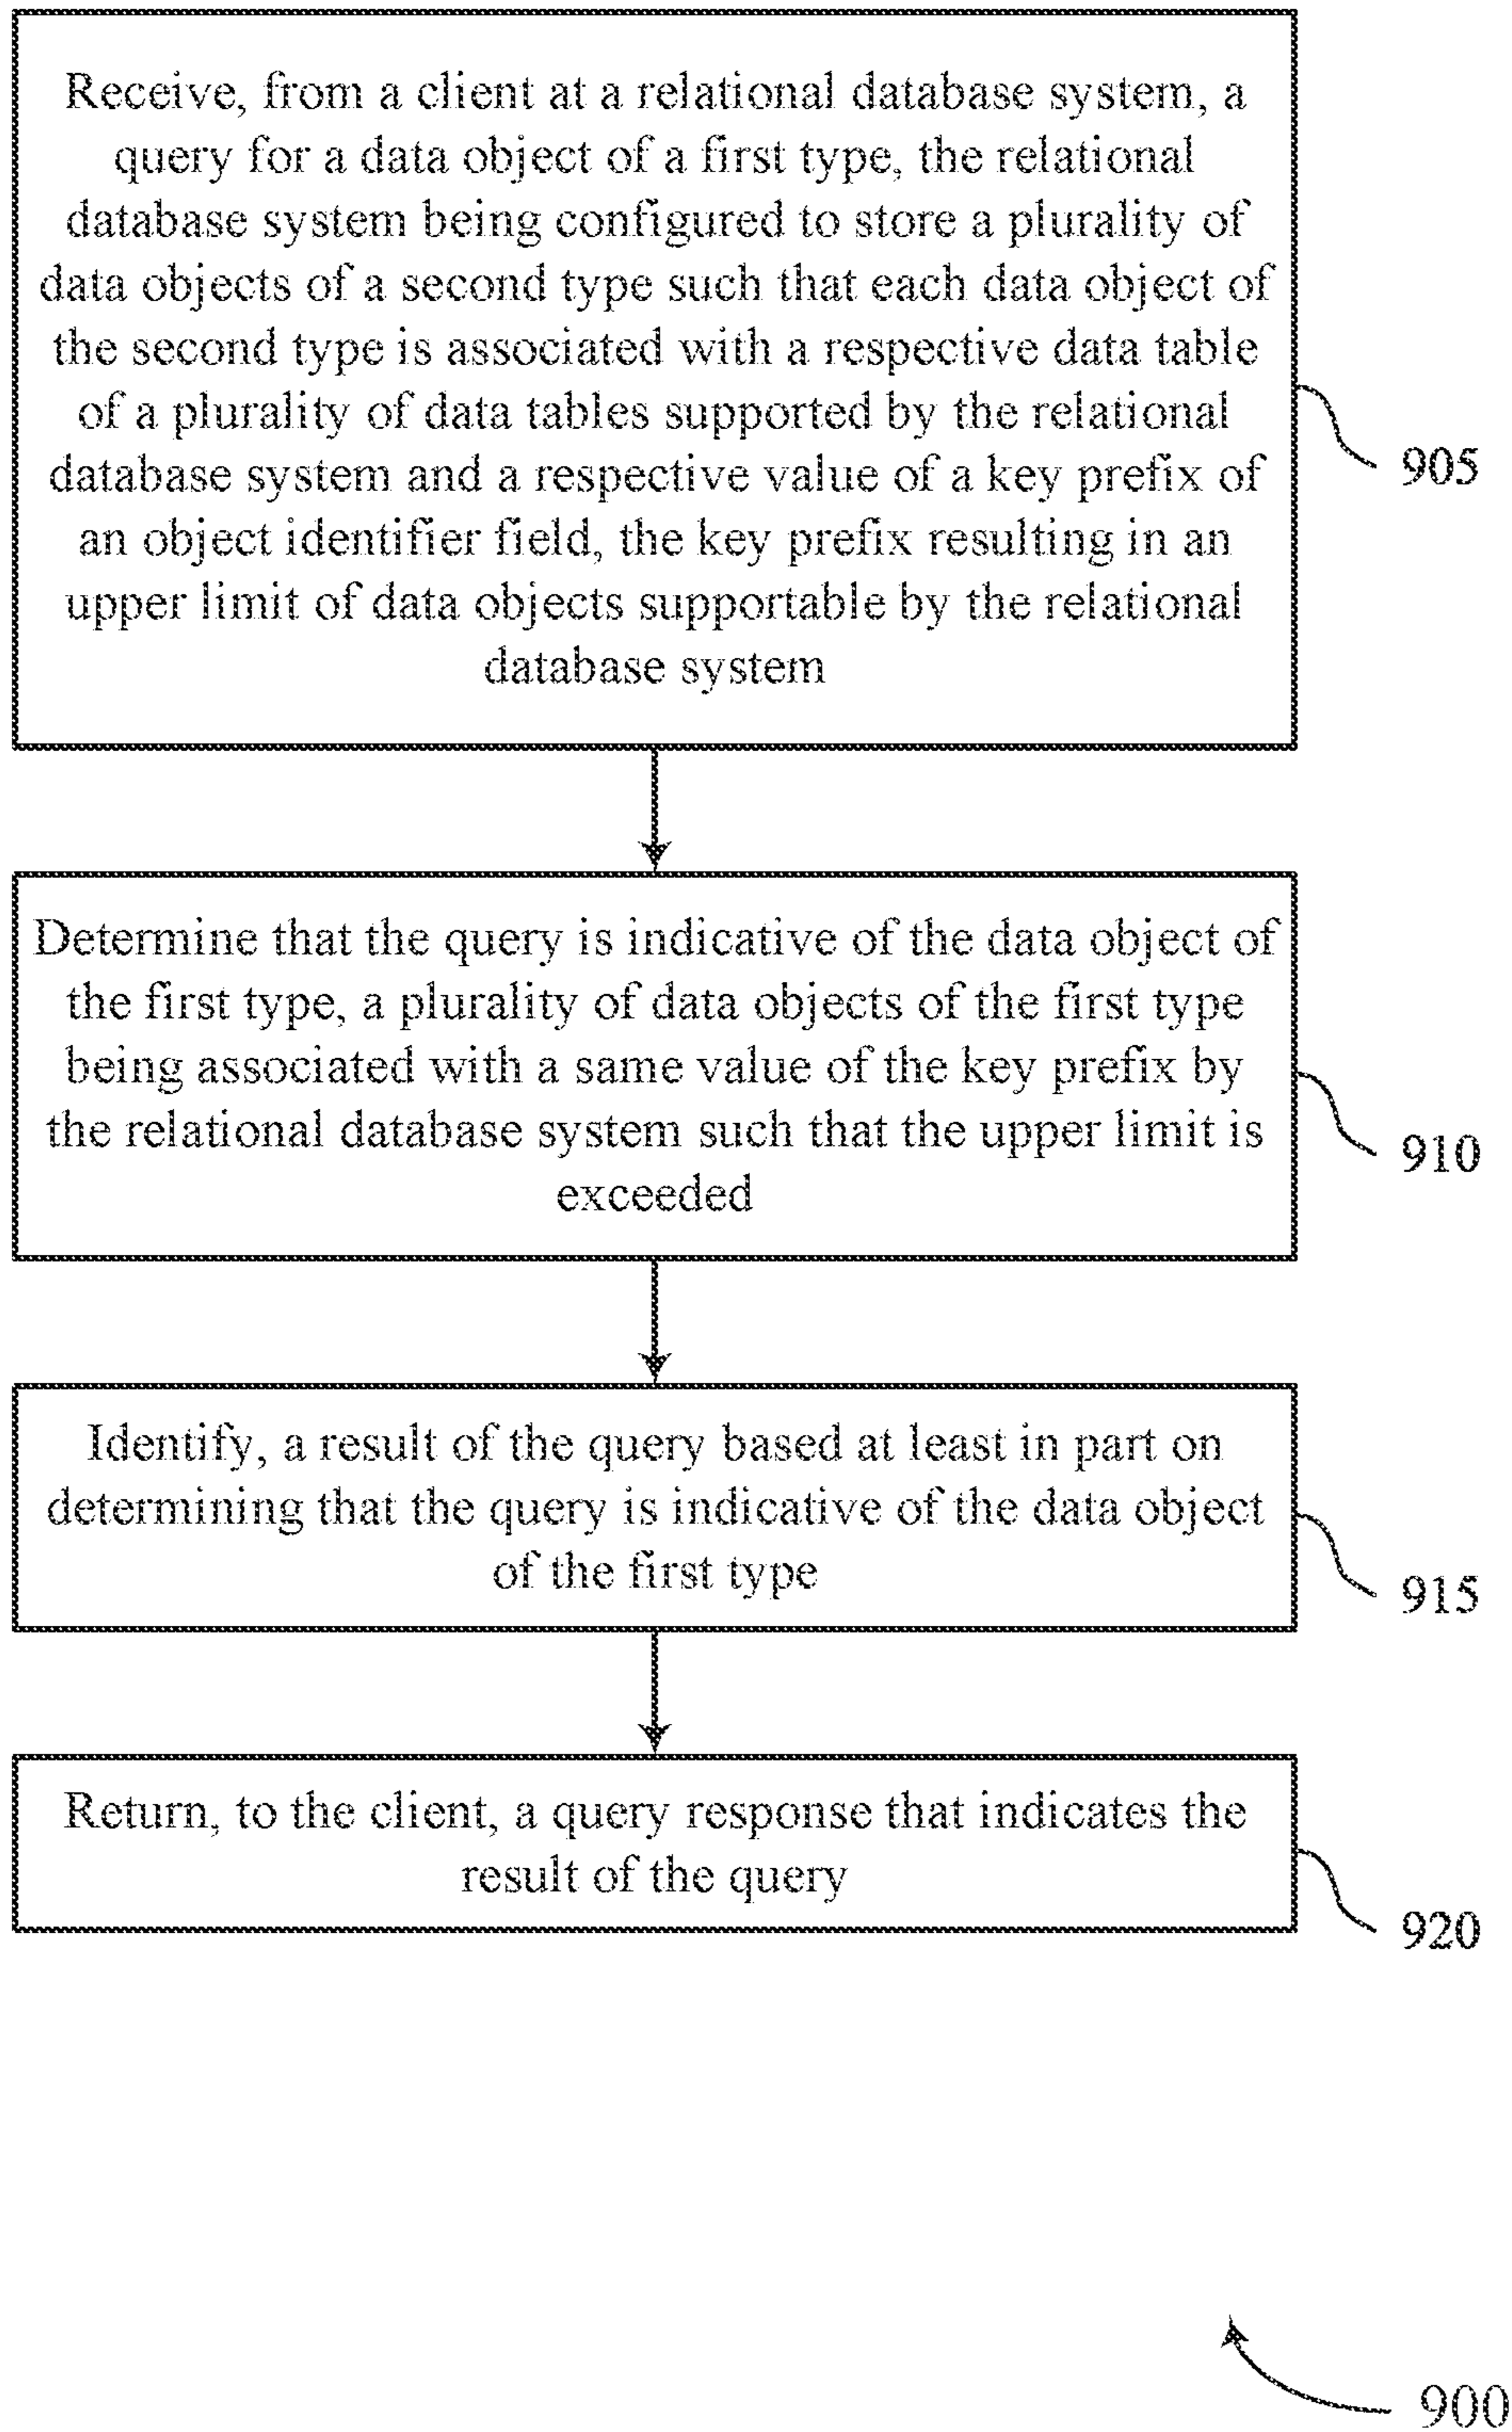 Receive, from a client at a relational database system, a
query for a data object of a first type, the relational
database system being configured to store a plurality of
data objects of a second type such that each data object of
the second type is associated with a respective data table
of a plurality of data tables supported by the relational
database system and a respective value of a key prefix of
an object identifier field, the key prefix resulting in an
upper limit of data objects supportable by the relational
database system
905
Determine that the query is indicative of the data object of
the first type, a plurality of data objects of the first type
being associated with a same value of the key prefix by
the relational database system such that the upper limit is
exceeded
910
Identify, a result of the query based at least in part on
determining that the query is indicative of the data object
of the first type
915
Return, to the client, a query response that indicates the
result of the query
920
900